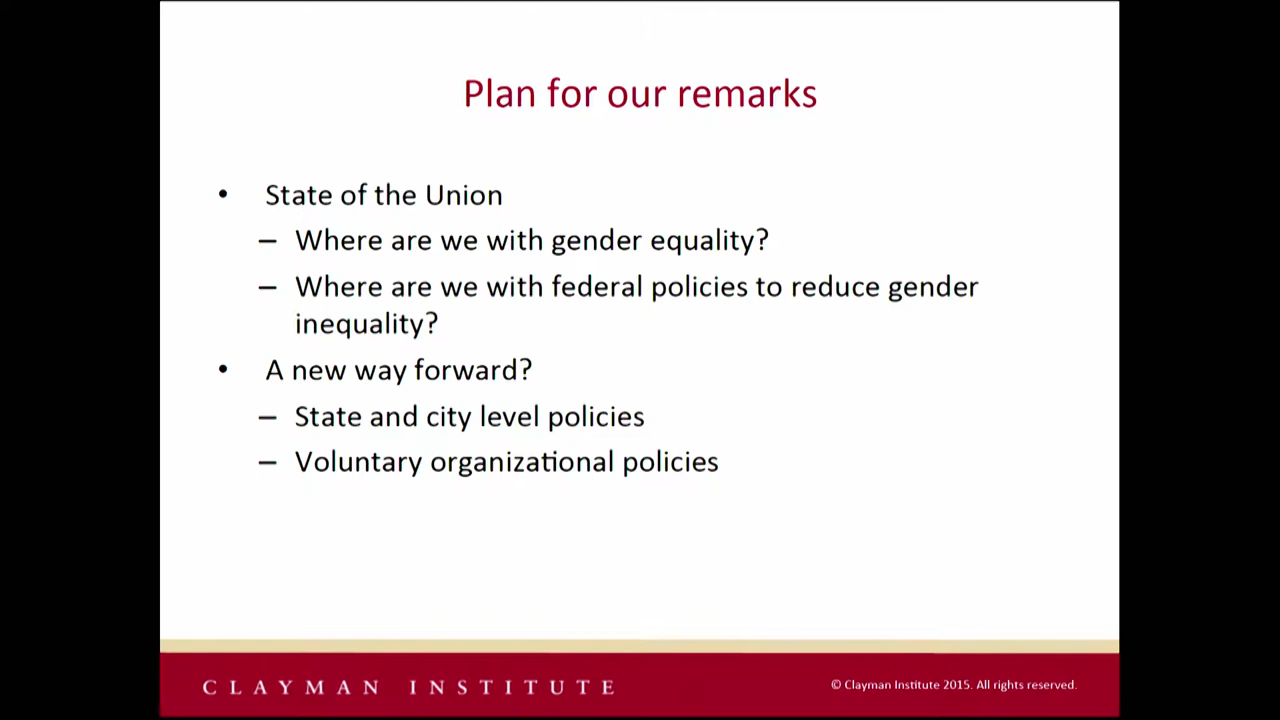 Plan for our remarks
• State of the Union
– Where are we with gender equality?
– Where are we with federal policies to reduce gender
inequality?
• A new way forward?
– State and city level policies
– Voluntary organizational policies
CLAYMAN INSTITUTE
© Clayman Institute 2015. All rights reserved.